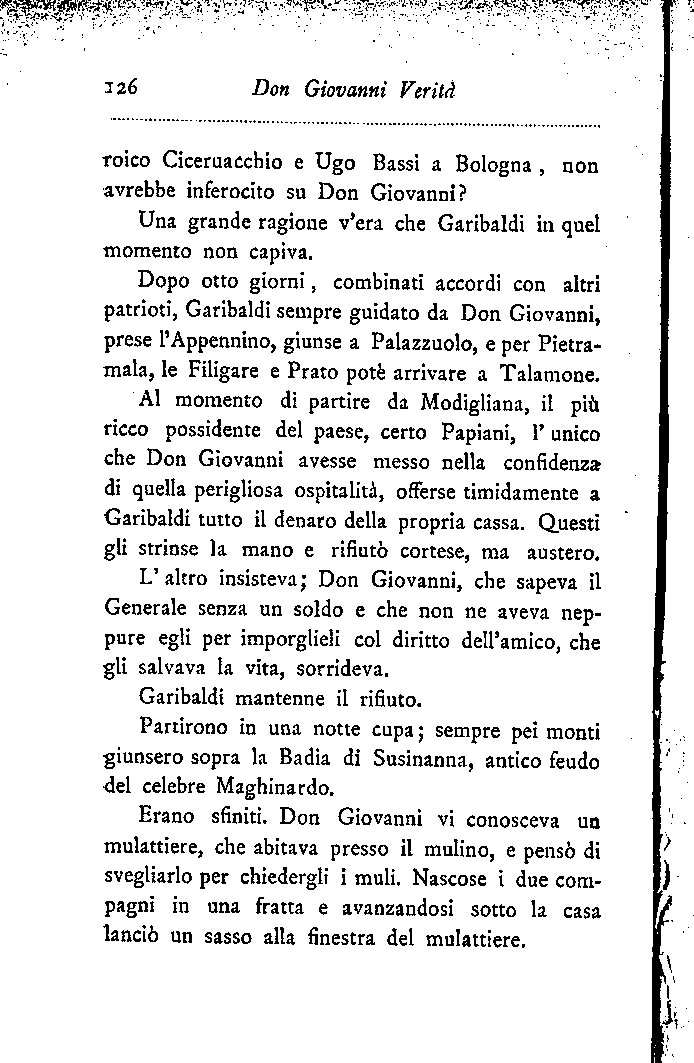 126 Don Giovanni Verità
roico Ciceruacchio e Ugo Bassi a Bologna, non
avrebbe inferocito su Don Giovanni?
Una grande ragione v'era che Garibaldi in quel
momento non capiva.
Dopo otto giorni, combinati accordi con altri
patrioti, Garibaldi sempre guidato da Don Giovanni,
prese l'Appennino, giunse a Palazzuolo, e per Pietra-
mala, le Filigare e Prato potè arrivare a Talamone.
Al momento di partire da Modigliana, il più
ricco possidente del paese, certo Papiani, l'unico
che Don Giovanni avesse messo nella confidenza
di quella perigliosa ospitalità, offerse timidamente a
Garibaldi tutto il denaro della propria cassa. Questi
gli strinse la mano e rifiutò cortese, ma austero.
L'altro insisteva; Don Giovanni, che sapeva il
Generale senza un soldo e che non ne aveva nep-
pure egli per imporglieli col diritto dell'amico, che
gli salvava la vita, sorrideva.
Garibaldi mantenne il rifiuto.
Partirono in una notte cupa; sempre pei monti
giunsero sopra la Badia di Susinanna, antico feudo
del celebre Maghinardo.
Erano sfiniti. Don Giovanni vi conosceva un
mulattiere, che abitava presso il mulino, e pensò di
svegliarlo per chiedergli i muli. Nascose i due com-
pagni in una fratta e avanzandosi sotto la casa
lanciò un sasso alla finestra del mulattiere.